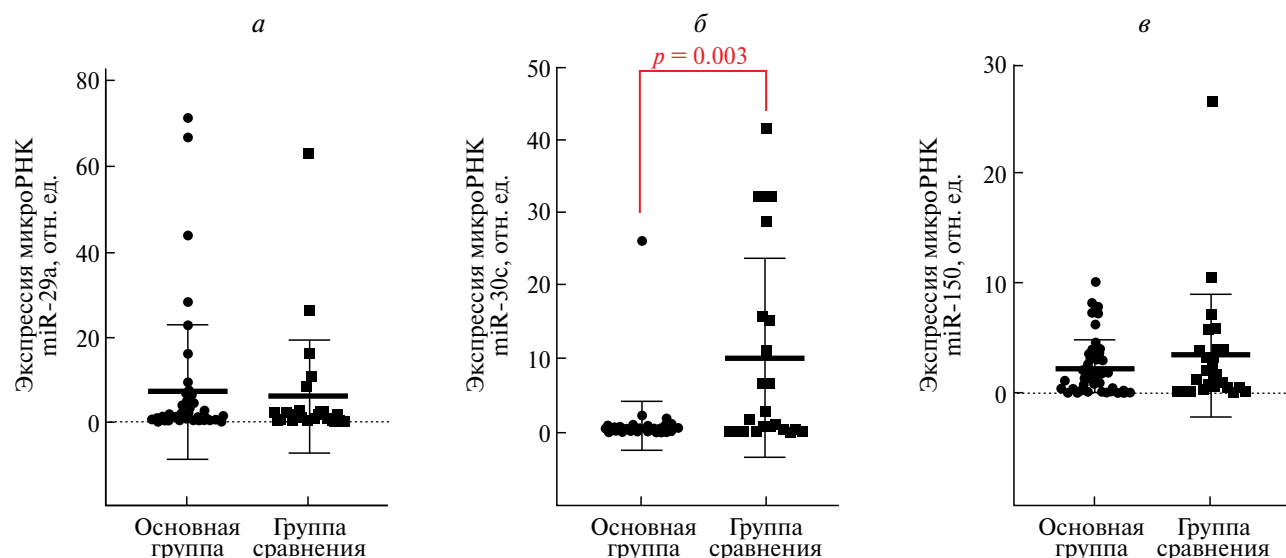 а
Экспрессия микроРНК
miR-29a, отн. ед.
80
60
40
20
0
Основная
группа
Группа
сравнения
б
p = 0.003
Экспрессия микроРНК
miR-30c, отн. ед.
50
40
30
20
10
0
Основная
группа
Группа
сравнения
в
Экспрессия микроРНК
miR-150, отн. ед.
30
20
10
0
Основная
группа
Группа
сравнения